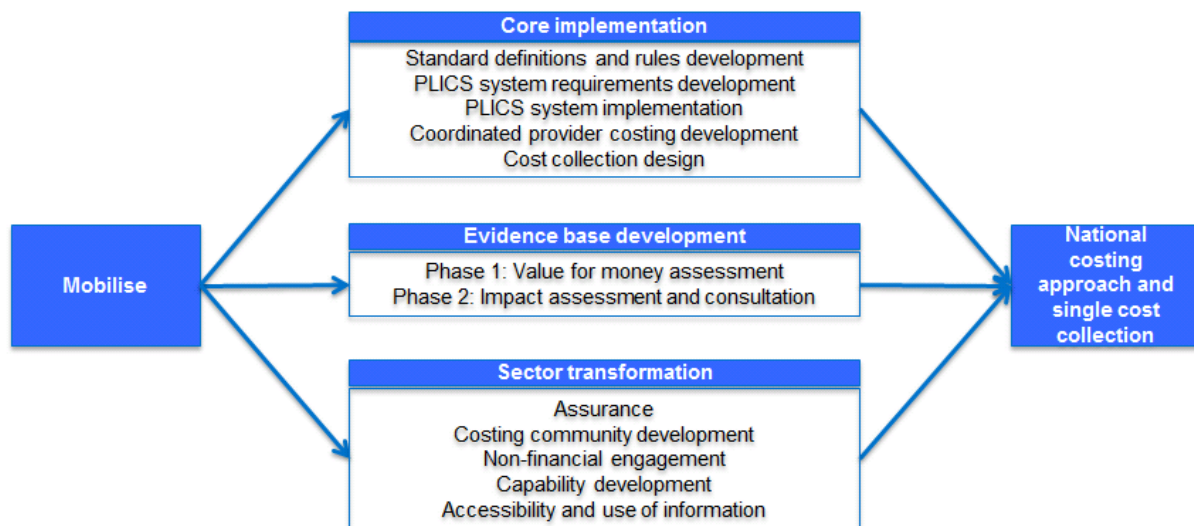 Mobilise
Core implementation
Standard definitions and rules development
PLICS system requirements development
PLICS system implementation
Coordinated provider costing development
Cost collection design
Evidence base development
Phase 1: Value for money assessment
Phase 2: Impact assessment and consultation
Sector transformation
Assurance
Costing community development
Non-financial engagement
Capability development
Accessibility and use of information
National
costing
approach and
single cost
collection